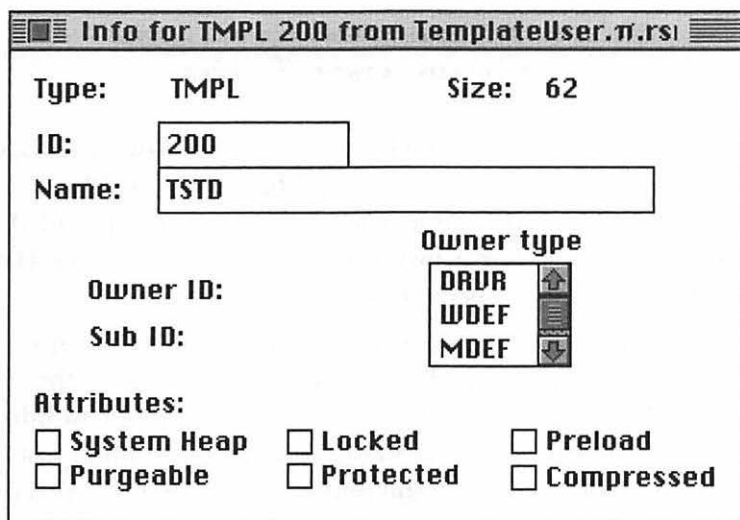 Info for TMPL 200 from TemplateUser.π.rsr
Type: TMPL Size: 62
ID: 200
Name: TSTD
Owner type
DRVR
Owner ID:
WDEF
Sub ID:
MDEF
Attributes:
System Heap Locked Preload
Purgeable Protected Compressed